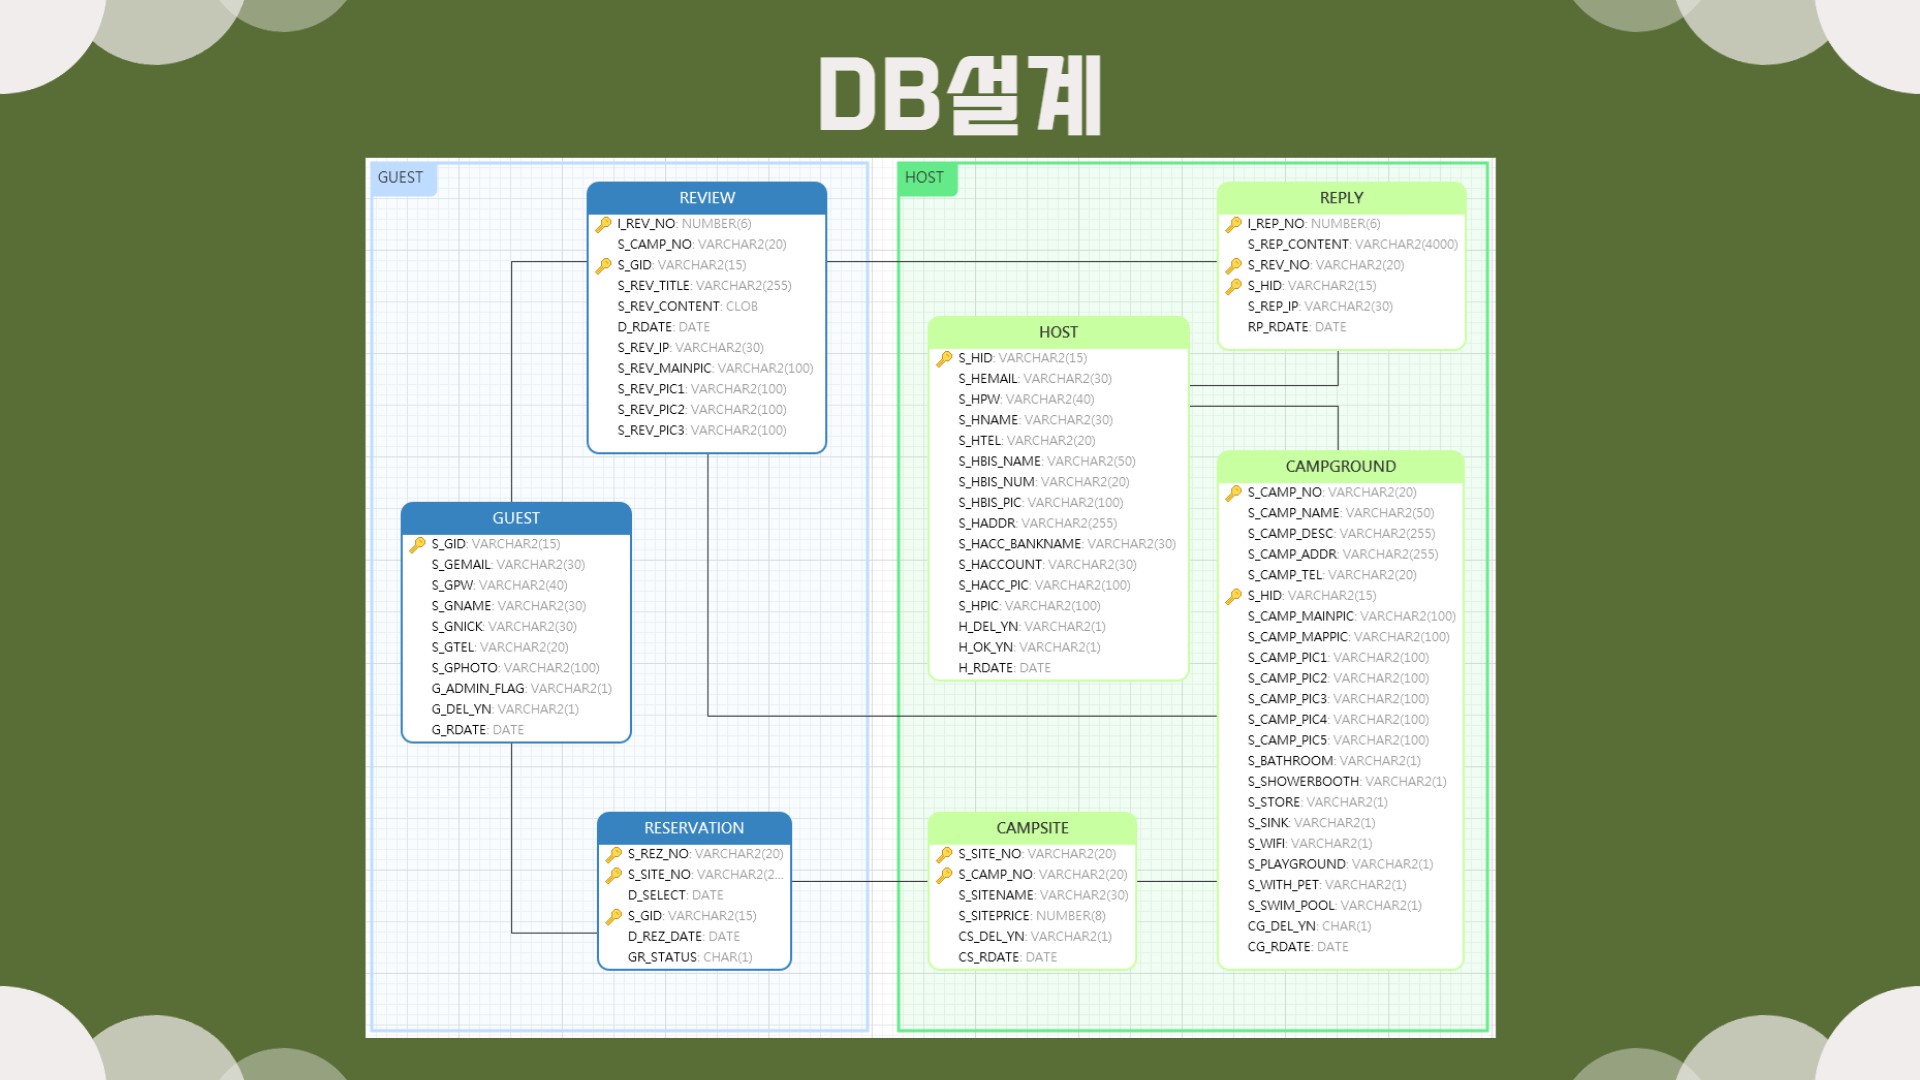 DB설계
GUEST
REVIEW
I_REV_NO: NUMBER(6)
S_CAMP_NO: VARCHAR2(20)
S_GID: VARCHAR2(15)
S_REV_TITLE: VARCHAR2(255)
S_REV_CONTENT: CLOB
D_RDATE: DATE
S_REV_IP: VARCHAR2(30)
S_REV_MAINPIC: VARCHAR2(100)
S_REV_PIC1: VARCHAR2(100)
S_REV_PIC2: VARCHAR2(100)
S_REV_PIC3: VARCHAR2(100)
GUEST
S_GID: VARCHAR2(15)
S_GEMAIL: VARCHAR2(30)
S_GPW: VARCHAR2(40)
S_GNAME: VARCHAR2(30)
S_GNICK: VARCHAR2(30)
S_GTEL: VARCHAR2(20)
S_GPHOTO: VARCHAR2(100)
G_ADMIN_FLAG: VARCHAR2(1)
G_DEL_YN: VARCHAR2(1)
G_RDATE: DATE
RESERVATION
S_REZ_NO: VARCHAR2(20)
S_SITE_NO: VARCHAR2(2...
D_SELECT: DATE
S_GID: VARCHAR2(15)
D_REZ_DATE: DATE
GR_STATUS: CHAR(1)
HOST
REPLY
I_REP_NO: NUMBER(6)
S_REP_CONTENT: VARCHAR2(4000)
S_REV_NO: VARCHAR2(20)
S_HID: VARCHAR2(15)
S_REP_IP: VARCHAR2(30)
RP_RDATE: DATE
HOST
S_HID: VARCHAR2(15)
S_HEMAIL: VARCHAR2(30)
S_HPW: VARCHAR2(40)
S_HNAME: VARCHAR2(30)
S_HTEL: VARCHAR2(20)
S_HBIS_NAME: VARCHAR2(50)
S_HBIS_NUM: VARCHAR2(20)
S_HBIS_PIC: VARCHAR2(100)
S_HADDR: VARCHAR2(255)
S_HACC_BANKNAME: VARCHAR2(30)
S_HACCOUNT: VARCHAR2(30)
S_HACC_PIC: VARCHAR2(100)
S_HPIC: VARCHAR2(100)
H_DEL_YN: VARCHAR2(1)
H_OK_YN: VARCHAR2(1)
H_RDATE: DATE
CAMPGROUND
S_CAMP_NO: VARCHAR2(20)
S_CAMP_NAME: VARCHAR2(50)
S_CAMP_DESC: VARCHAR2(255)
S_CAMP_ADDR: VARCHAR2(255)
S_CAMP_TEL: VARCHAR2(20)
S_HID: VARCHAR2(15)
S_CAMP_MAINPIC: VARCHAR2(100)
S_CAMP_MAPPIC: VARCHAR2(100)
S_CAMP_PIC1: VARCHAR2(100)
S_CAMP_PIC2: VARCHAR2(100)
S_CAMP_PIC3: VARCHAR2(100)
S_CAMP_PIC4: VARCHAR2(100)
S_CAMP_PIC5: VARCHAR2(100)
S_BATHROOM: VARCHAR2(1)
S_SHOWERBOOTH: VARCHAR2(1)
S_STORE: VARCHAR2(1)
S_SINK: VARCHAR2(1)
S_WIFI: VARCHAR2(1)
S_PLAYGROUND: VARCHAR2(1)
S_WITH_PET: VARCHAR2(1)
S_SWIM_POOL: VARCHAR2(1)
CG_DEL_YN: CHAR(1)
CG_RDATE: DATE
CAMPSITE
S_SITE_NO: VARCHAR2(20)
S_CAMP_NO: VARCHAR2(20)
S_SITENAME: VARCHAR2(30)
S_SITEPRICE: NUMBER(8)
CS_DEL_YN: VARCHAR2(1)
CS_RDATE: DATE